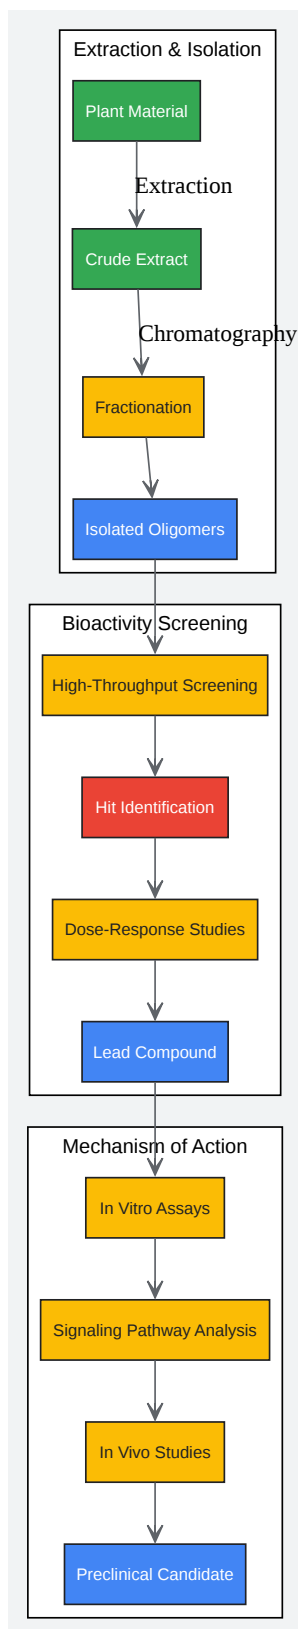 Extraction & Isolation
Plant Material
Extraction
Crude Extract
Chromatography
Fractionation
Isolated Oligomers
Bioactivity Screening
High-Throughput Screening
Hit Identification
Dose-Response Studies
Lead Compound
Mechanism of Action
In Vitro Assays
Signaling Pathway Analysis
In Vivo Studies
Preclinical Candidate